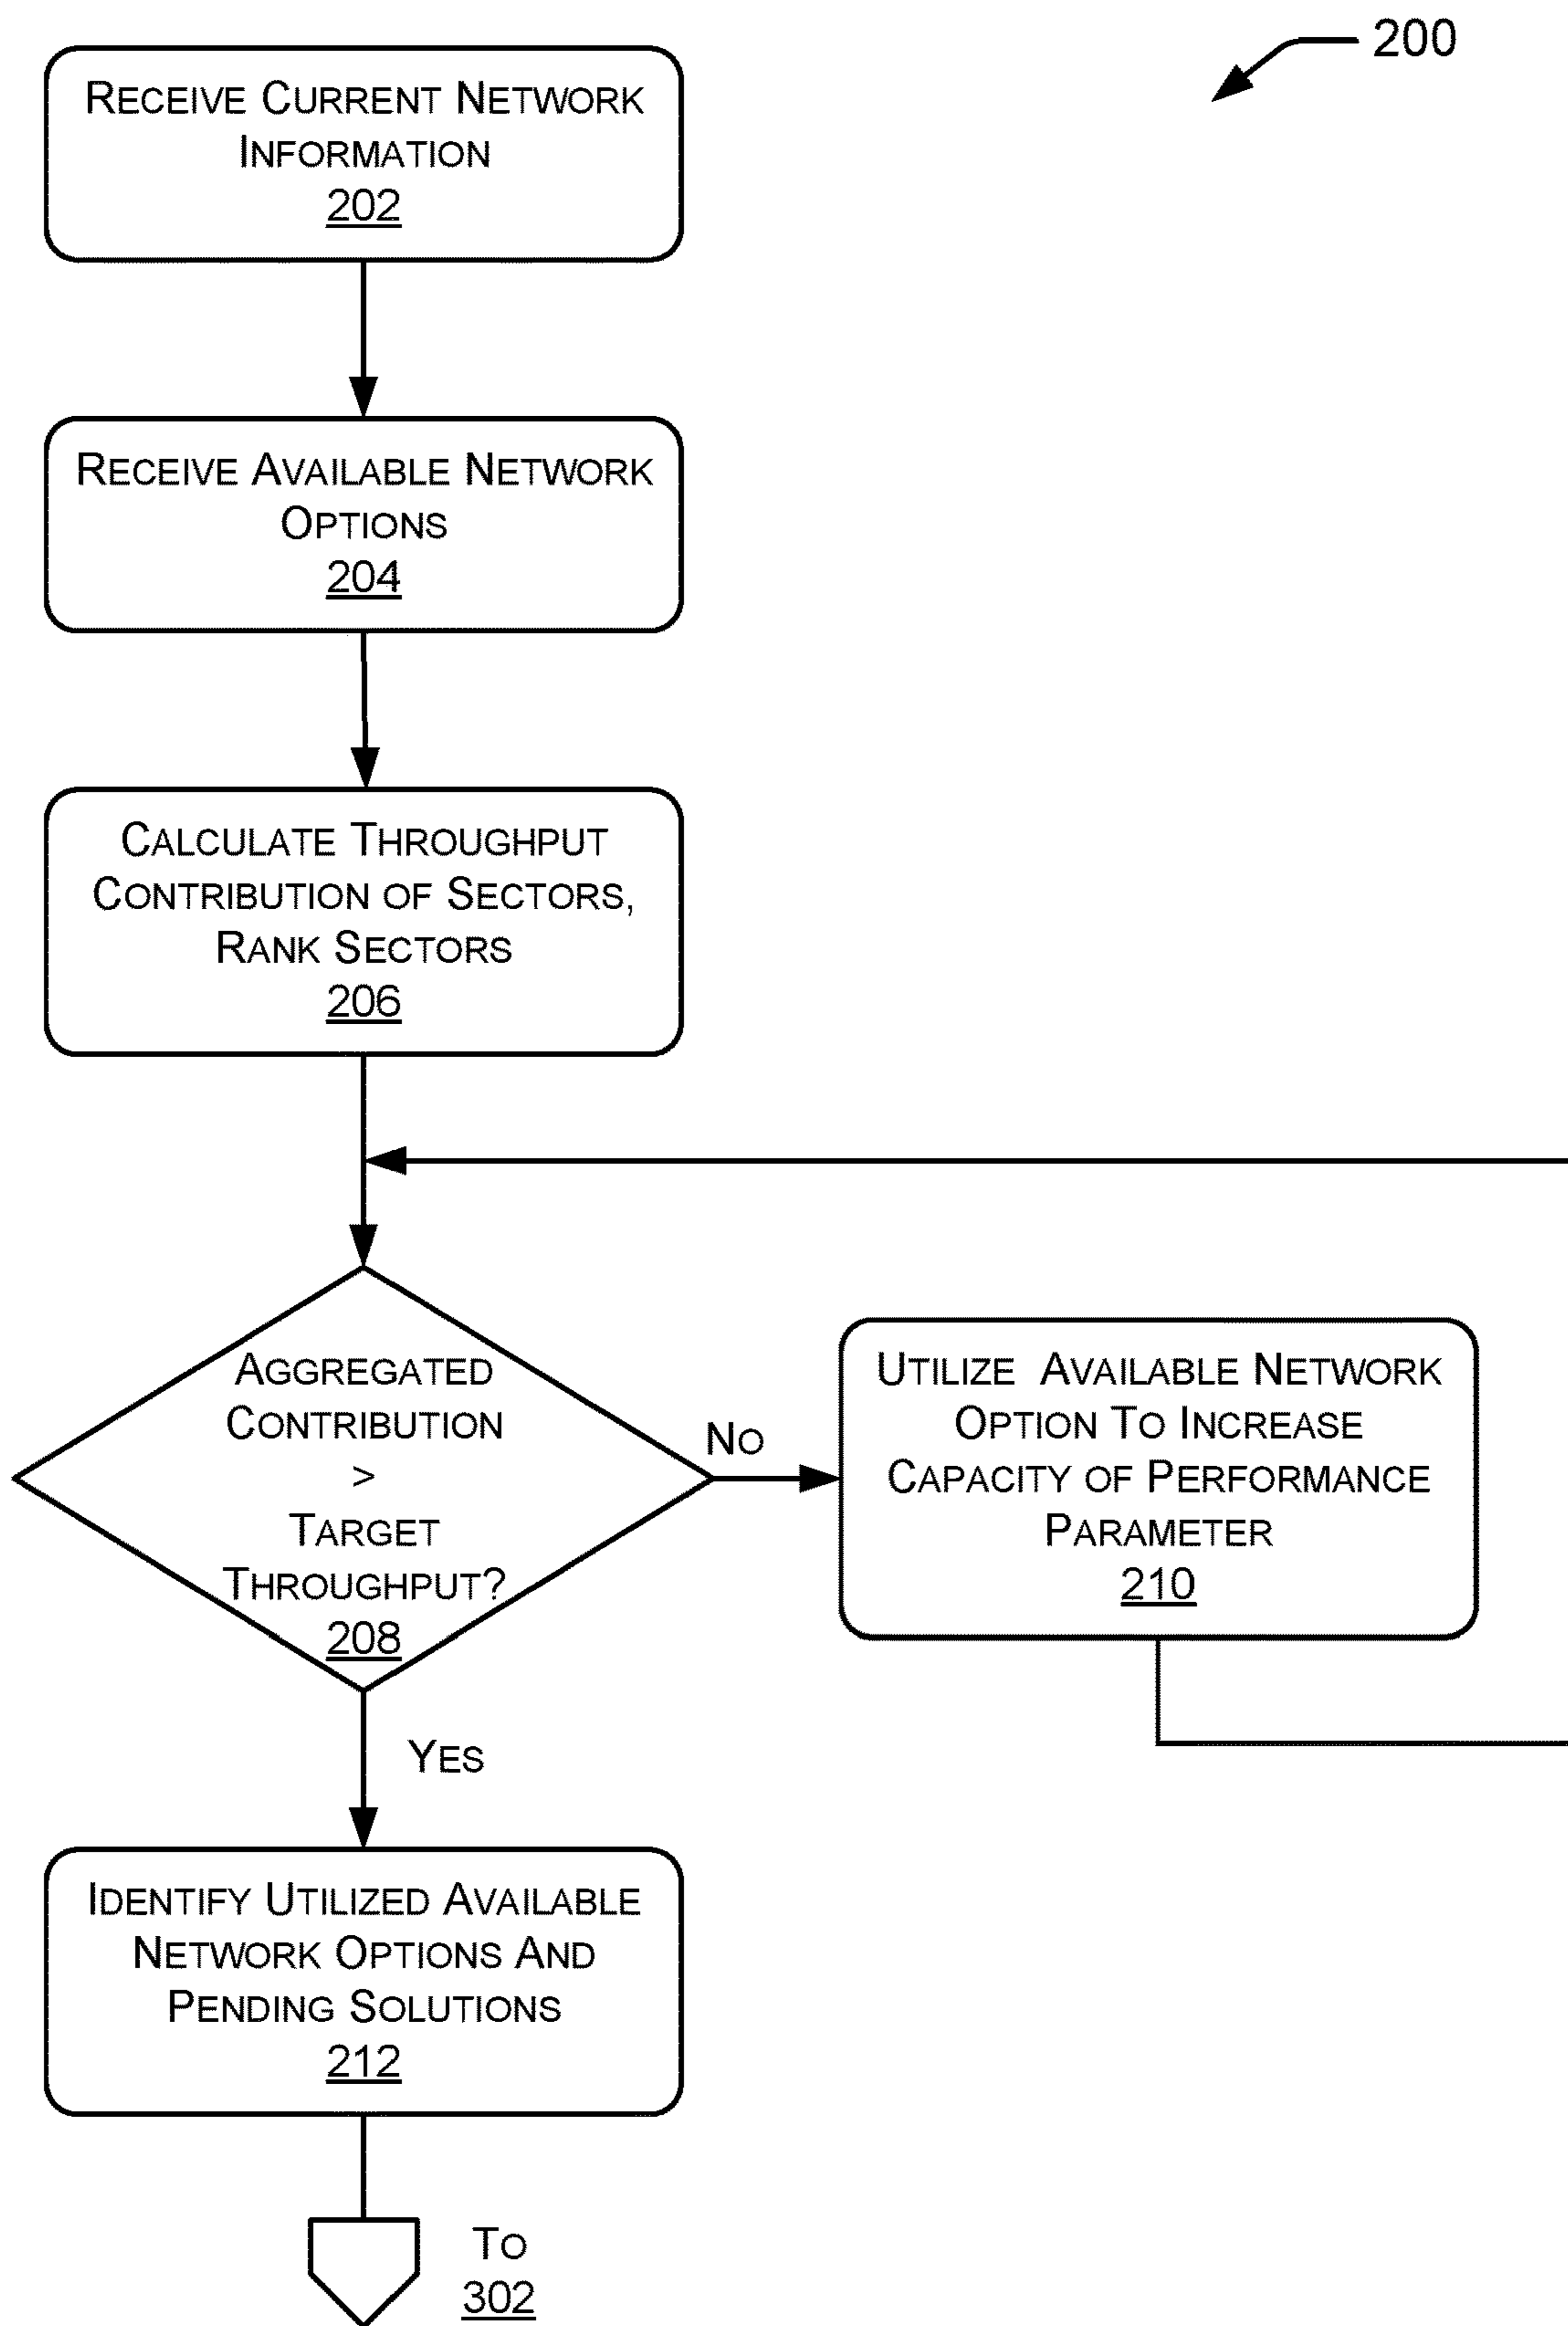 200
RECEIVE CURRENT NETWORK
INFORMATION
202
RECEIVE AVAILABLE NETWORK
OPTIONS
204
CALCULATE THROUGHPUT
CONTRIBUTION OF SECTORS,
RANK SECTORS
206
AGGREGATED
CONTRIBUTION
>
TARGET
THROUGHPUT?
208
NO
UTILIZE AVAILABLE NETWORK
OPTION TO INCREASE
CAPACITY OF PERFORMANCE
PARAMETER
210
YES
IDENTIFY UTILIZED AVAILABLE
NETWORK OPTIONS AND
PENDING SOLUTIONS
212
TO
302